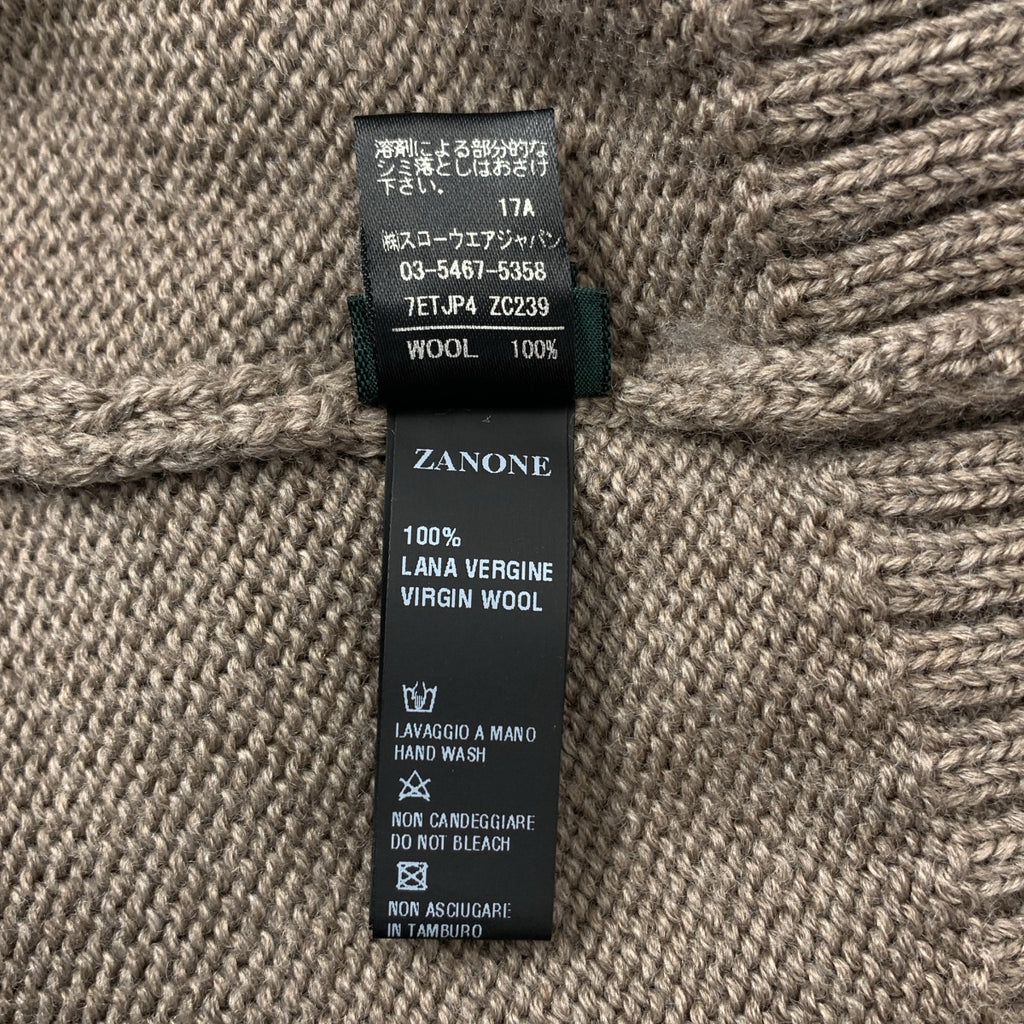 溶剤による部分的な
シミ落としはおさけ
下さい。
17A
㈱スローウエアジャパン
03-5467-5358
7ETJP4 ZC239
WOOL 100%
ZANONE
100%
LANA VERGINE
VIRGIN WOOL
LAVAGGIO A MANO
HAND WASH
NON CANDEGGIARE
DO NOT BLEACH
NON ASCIUGARE
IN TAMBURO